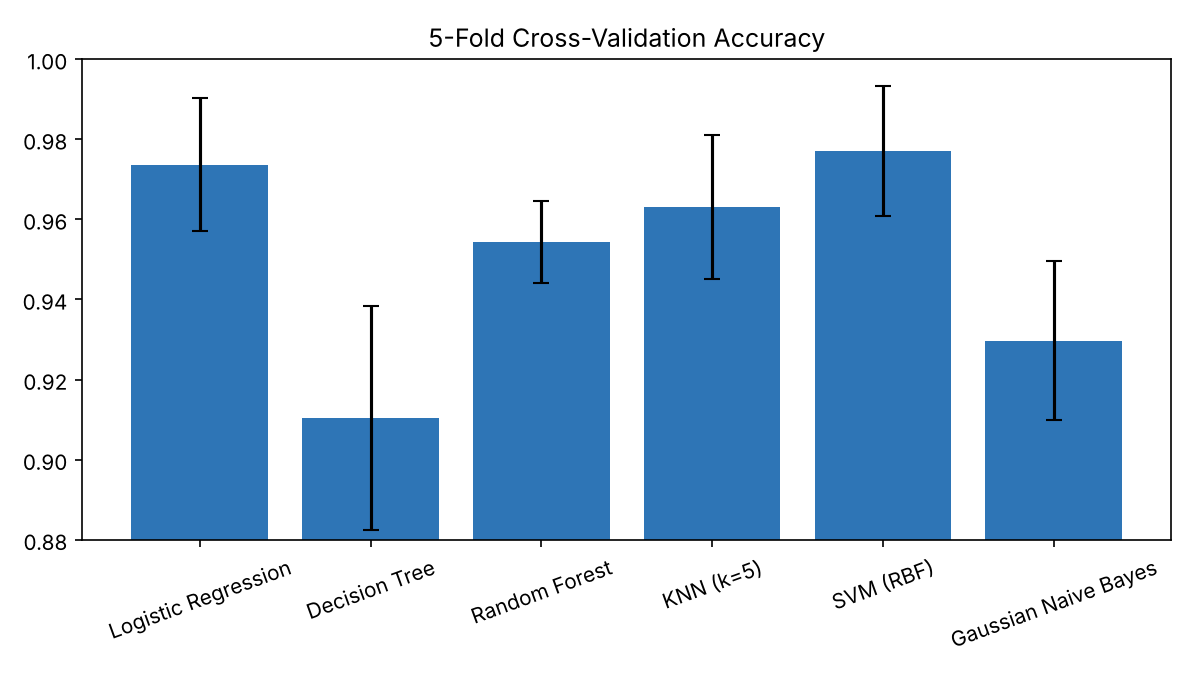 5-Fold Cross-Validation Accuracy
1.00
0.98
0.96
0.94
0.92
0.90
0.88
Logistic Regression
Decision Tree
Random Forest
KNN (k=5)
SVM (RBF)
Gaussian Naive Bayes